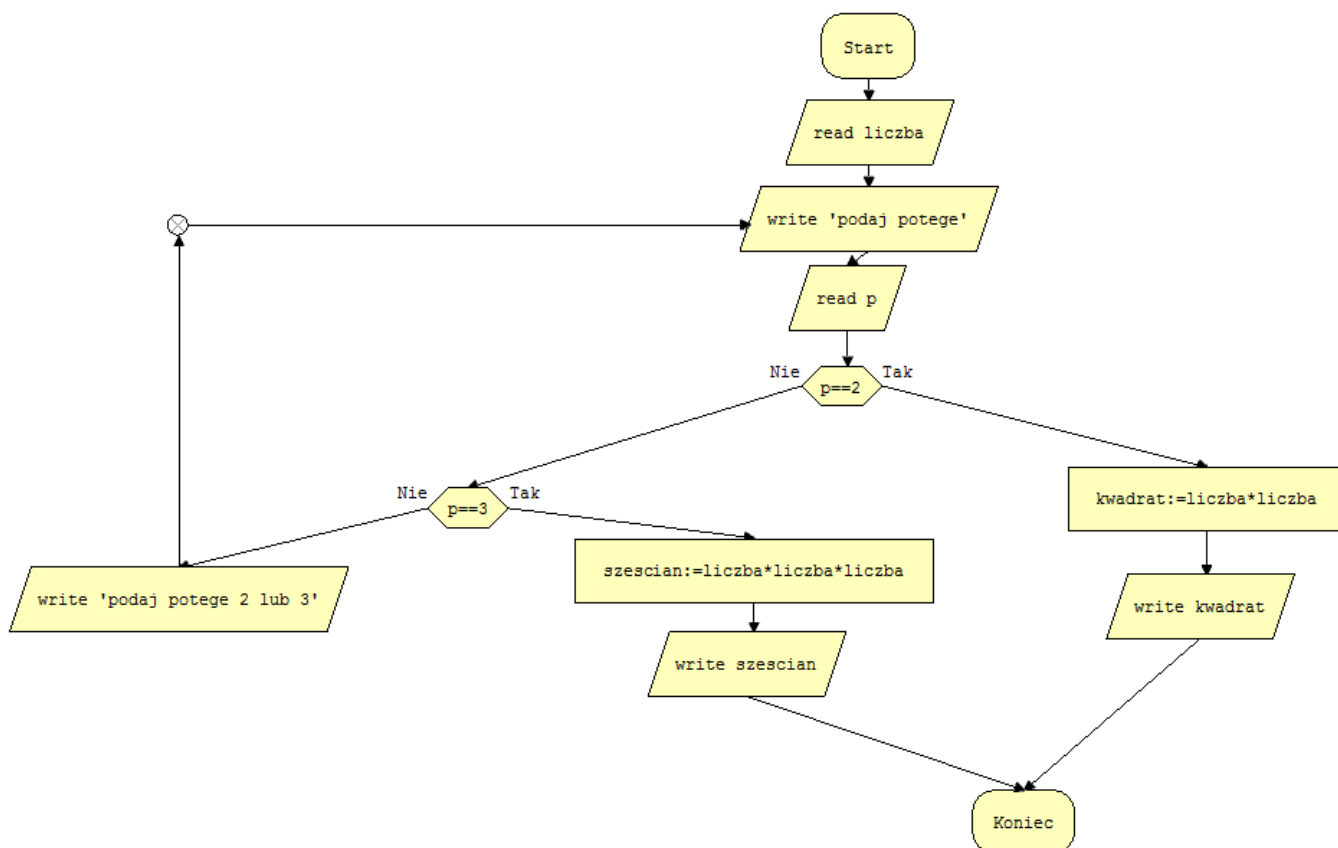 Start
read liczba
write 'podaj potege'
read p
Nie
Tak
p==2
Nie
Tak
p==3
kwadrat:=liczba*liczba
szescian:=liczba*liczba*liczba
write 'podaj potege 2 lub 3'
write kwadrat
write szescian
Koniec